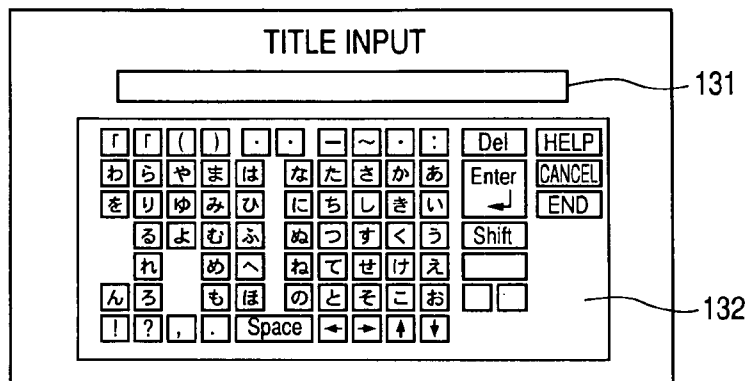 TITLE INPUT
131
「 「 ( ) · · — ~ · : Del HELP
わ ら や ま は な た さ か あ Enter CANCEL
を り ゆ み ひ に ち し き い END
る よ む ふ ぬ つ す く う Shift
れ め へ ね て せ け え
ん ろ も ほ の と そ こ お
132
! ? , . Space ← → ↑ ↓